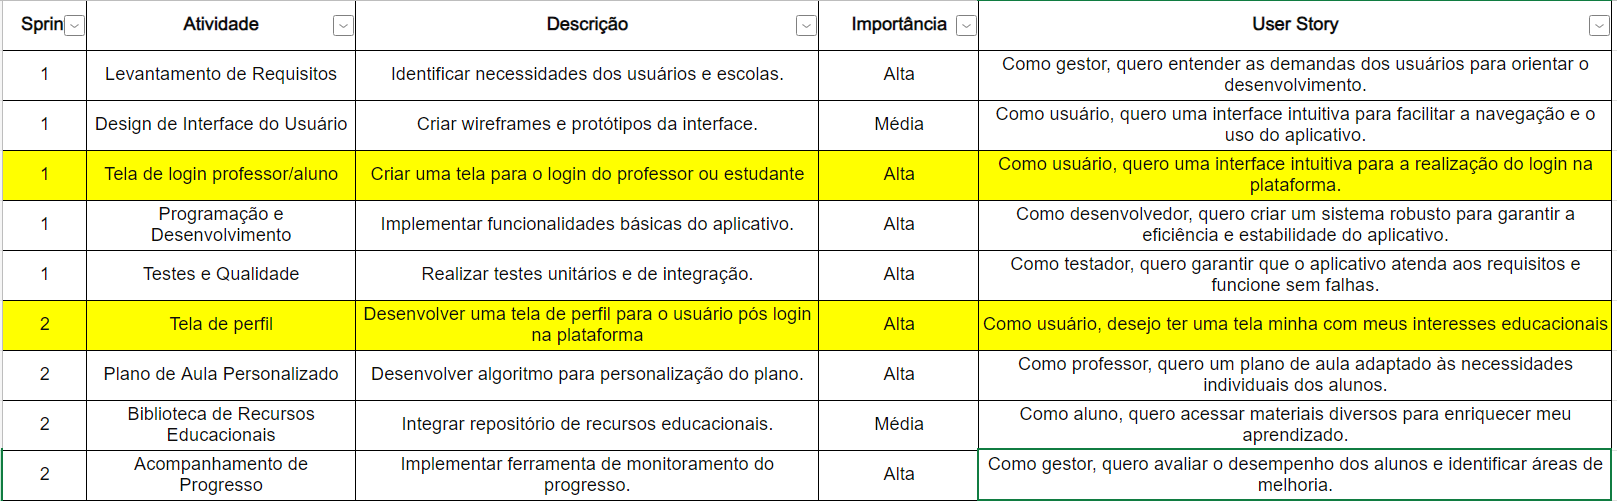 Sprin Atividade Descrição Importância User Story
1 Levantamento de Requisitos Identificar necessidades dos usuários e escolas. Alta Como gestor, quero entender as demandas dos usuários para orientar o
desenvolvimento.
1 Design de Interface do Usuário Criar wireframes e protótipos da interface. Média Como usuário, quero uma interface intuitiva para facilitar a navegação e o
uso do aplicativo.
1 Tela de login professor/aluno Criar uma tela para o login do professor ou estudante Alta Como usuário, quero uma interface intuitiva para a realização do login na
plataforma.
1 Programação e
Desenvolvimento Implementar funcionalidades básicas do aplicativo. Alta Como desenvolvedor, quero criar um sistema robusto para garantir a
eficiência e estabilidade do aplicativo.
1 Testes e Qualidade Realizar testes unitários e de integração. Alta Como testador, quero garantir que o aplicativo atenda aos requisitos e
funcione sem falhas.
2 Tela de perfil Desenvolver uma tela de perfil para o usuário pós login
na plataforma Alta Como usuário, desejo ter uma tela minha com meus interesses educacionais
2 Plano de Aula Personalizado Desenvolver algoritmo para personalização do plano. Alta Como professor, quero um plano de aula adaptado às necessidades
individuais dos alunos.
2 Biblioteca de Recursos
Educacionais Integrar repositório de recursos educacionais. Média Como aluno, quero acessar materiais diversos para enriquecer meu
aprendizado.
2 Acompanhamento de
Progresso Implementar ferramenta de monitoramento do
progresso. Alta Como gestor, quero avaliar o desempenho dos alunos e identificar áreas de
melhoria.